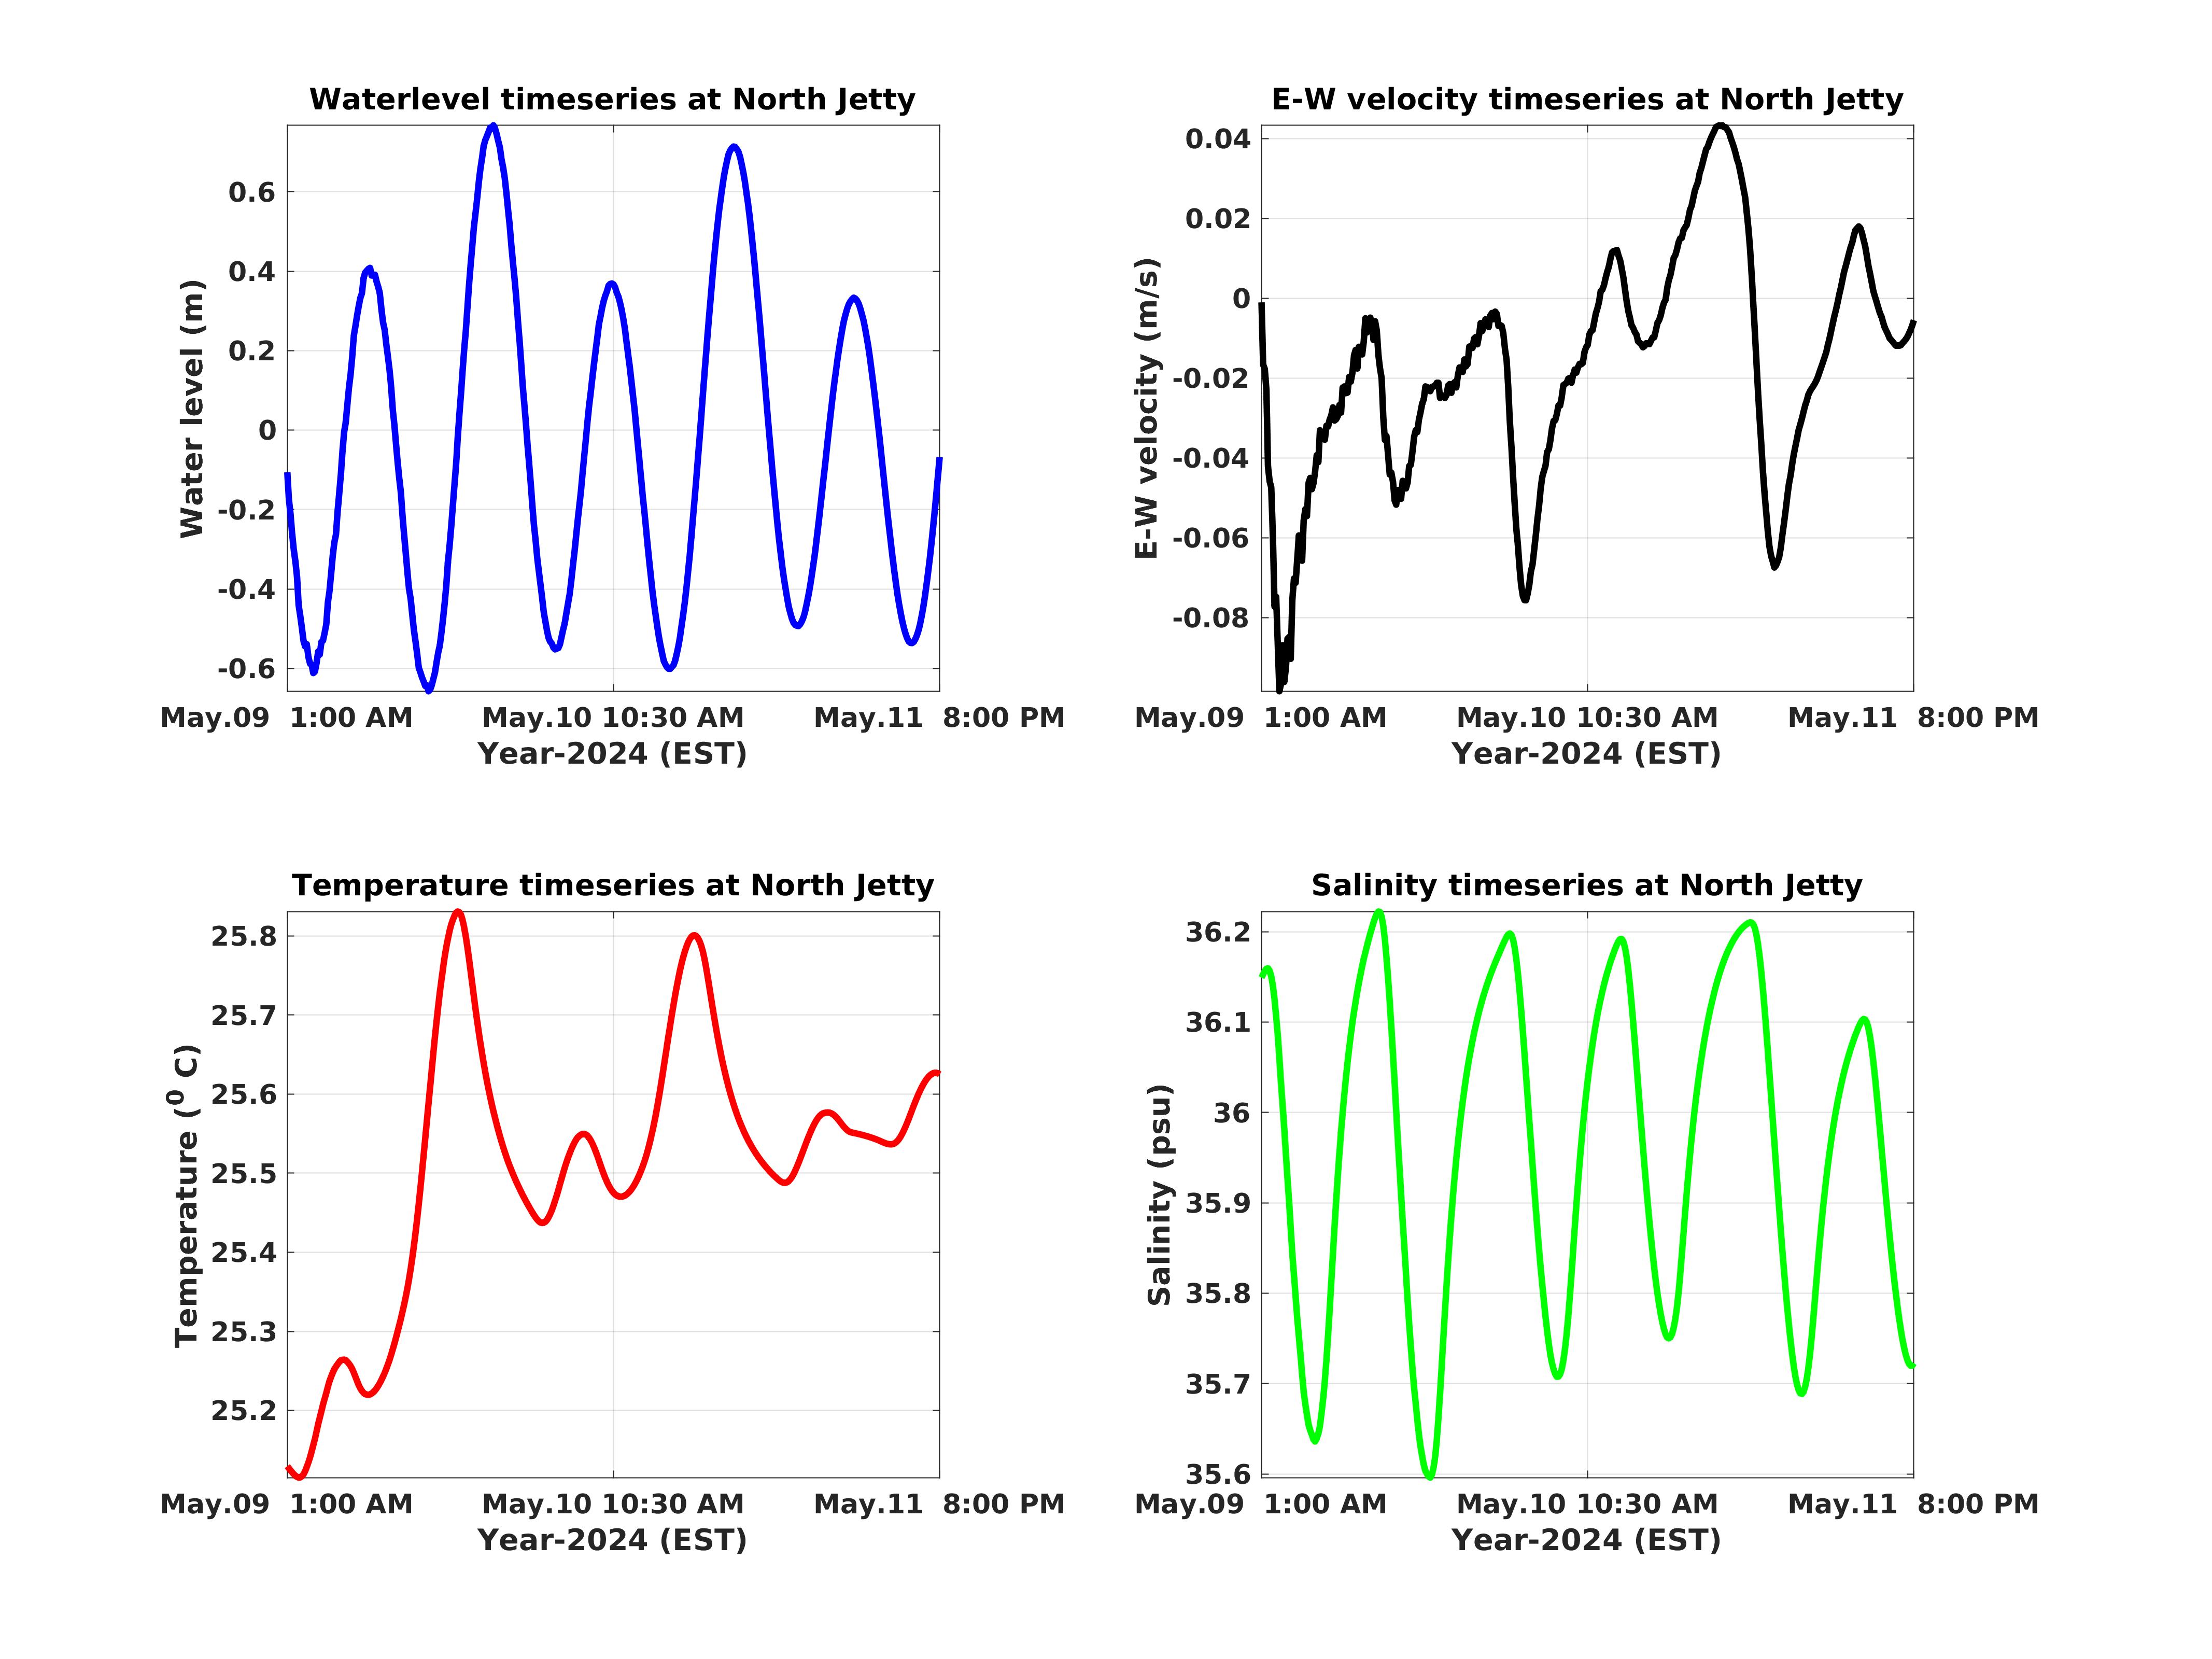 Waterlevel timeseries at North Jetty
Water level (m)
0.6
0.4
0.2
0
-0.2
-0.4
-0.6
May.09 1:00 AM May.10 10:30 AM May.11 8:00 PM
Year-2024 (EST)
E-W velocity timeseries at North Jetty
E-W velocity (m/s)
0.04
0.02
0
-0.02
-0.04
-0.06
-0.08
May.09 1:00 AM May.10 10:30 AM May.11 8:00 PM
Year-2024 (EST)
Temperature timeseries at North Jetty
Temperature (⁰ C)
25.8
25.7
25.6
25.5
25.4
25.3
25.2
May.09 1:00 AM May.10 10:30 AM May.11 8:00 PM
Year-2024 (EST)
Salinity timeseries at North Jetty
Salinity (psu)
36.2
36.1
36
35.9
35.8
35.7
35.6
May.09 1:00 AM May.10 10:30 AM May.11 8:00 PM
Year-2024 (EST)